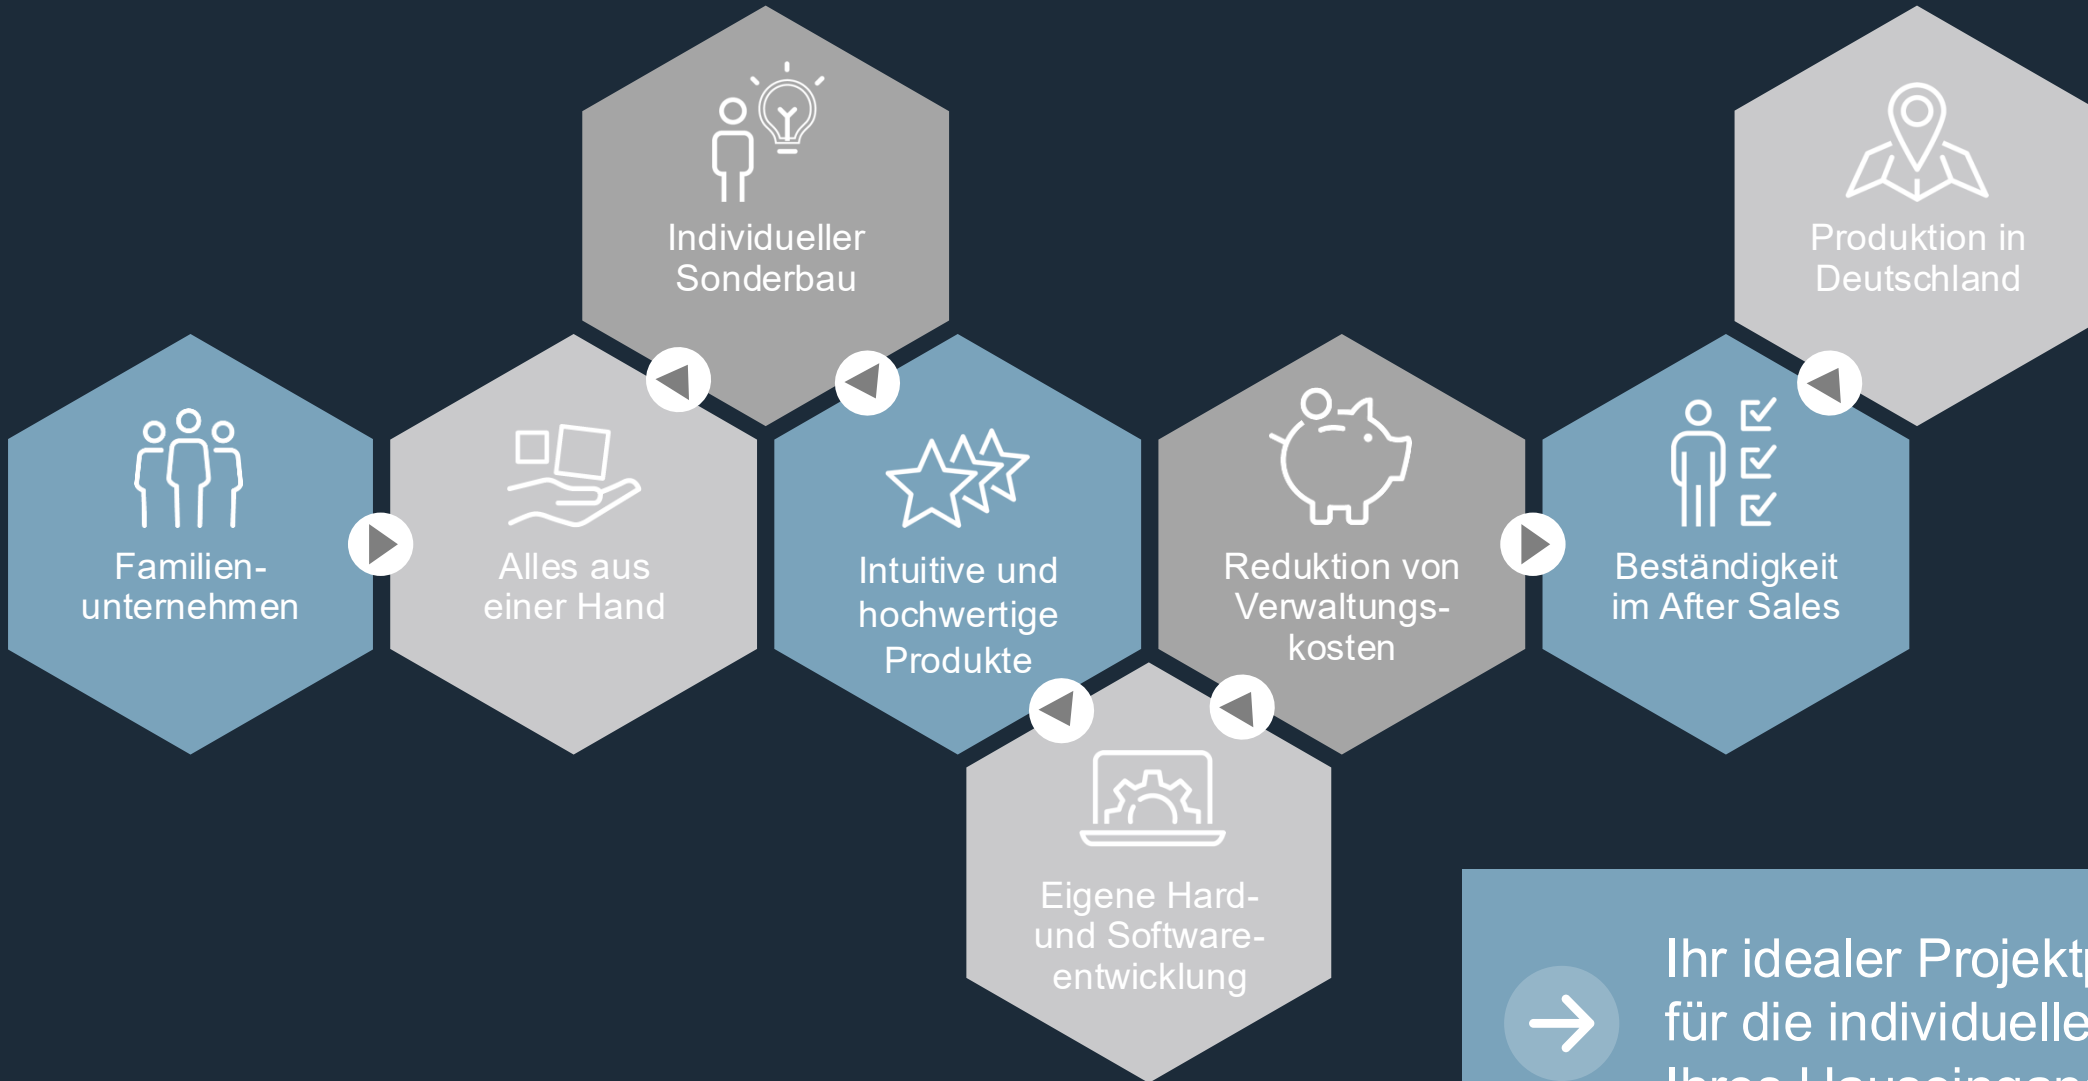 Individueller
Sonderbau
Produktion in
Deutschland
Familien-
unternehmen
Alles aus
einer Hand
Intuitive und
hochwertige
Produkte
Reduktion von
Verwaltungs-
kosten
Beständigkeit
im After Sales
Eigene Hard-
und Software-
entwicklung
Ihr idealer
für die individuelle
Ihres